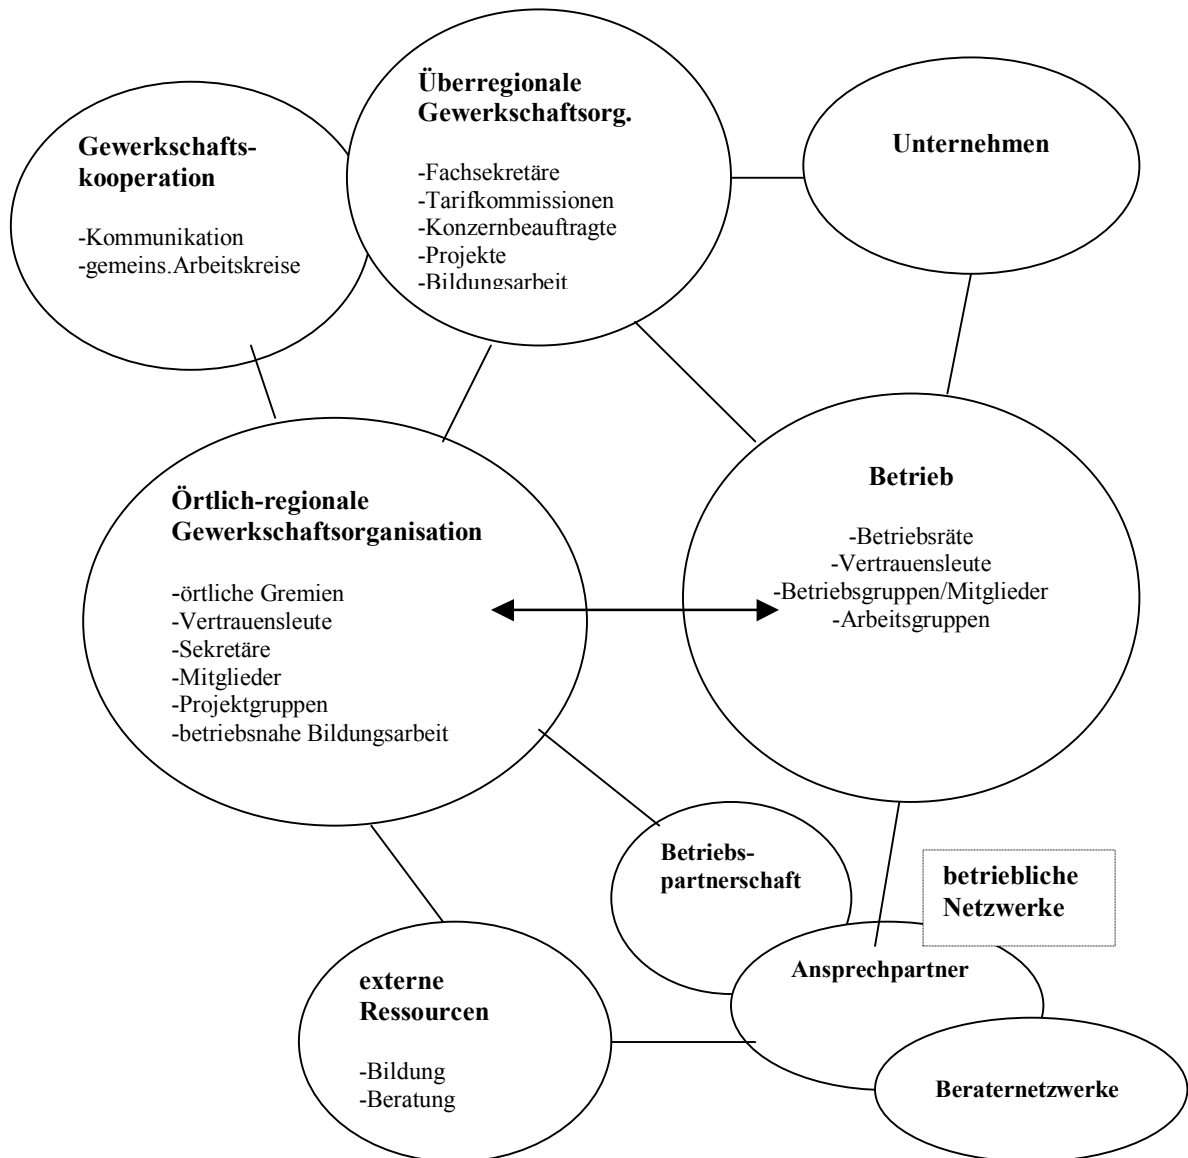 Überregionale
Gewerkschaftsorg.
-Fachsekretäre
-Tarifkommissionen
-Konzernbeauftragte
-Projekte
-Bildungsarbeit
Gewerkschafts-
kooperation
-Kommunikation
-gemeins.Arbeitskreise
Unternehmen
Örtlich-regionale
Gewerkschaftsorganisation
-örtliche Gremien
-Vertrauensleute
-Sekretäre
-Mitglieder
-Projektgruppen
-betriebsnahe Bildungsarbeit
Betrieb
-Betriebsräte
-Vertrauensleute
-Betriebsgruppen/Mitglieder
-Arbeitsgruppen
Betriebs-
partnerschaft
betriebliche
Netzwerke
Ansprechpartner
externe
Ressourcen
-Bildung
-Beratung
Beraternetzwerke